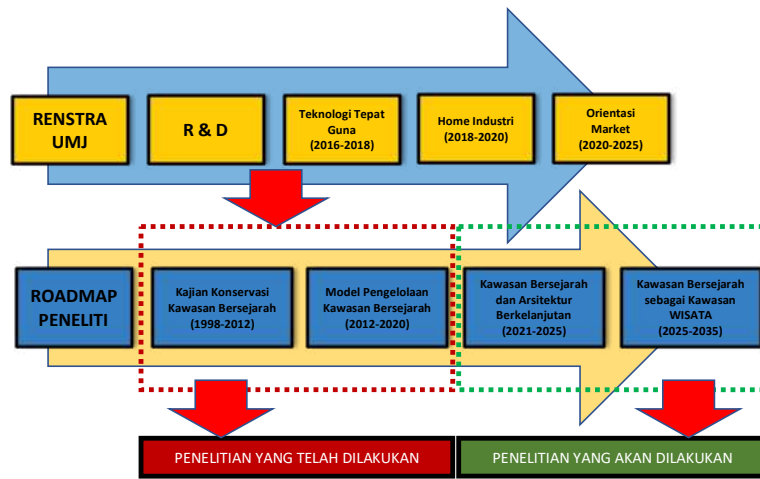 RENSTRA
UMJ
R & D
Teknologi Tepat
Guna
(2016-2018)
Home Industri
(2018-2020)
Orientasi
Market
(2020-2025)
ROADMAP
PENELITI
Kajian Konservasi
Kawasan Bersejarah
(1998-2012)
Model Pengelolaan
Kawasan Bersejarah
(2012-2020)
Kawasan Bersejarah
dan Arsitektur
Berkelanjutan
(2021-2025)
Kawasan Bersejarah
sebagai Kawasan
WISATA
(2025-2035)
PENELITIAN YANG TELAH DILAKUKAN
PENELITIAN YANG AKAN DILAKUKAN